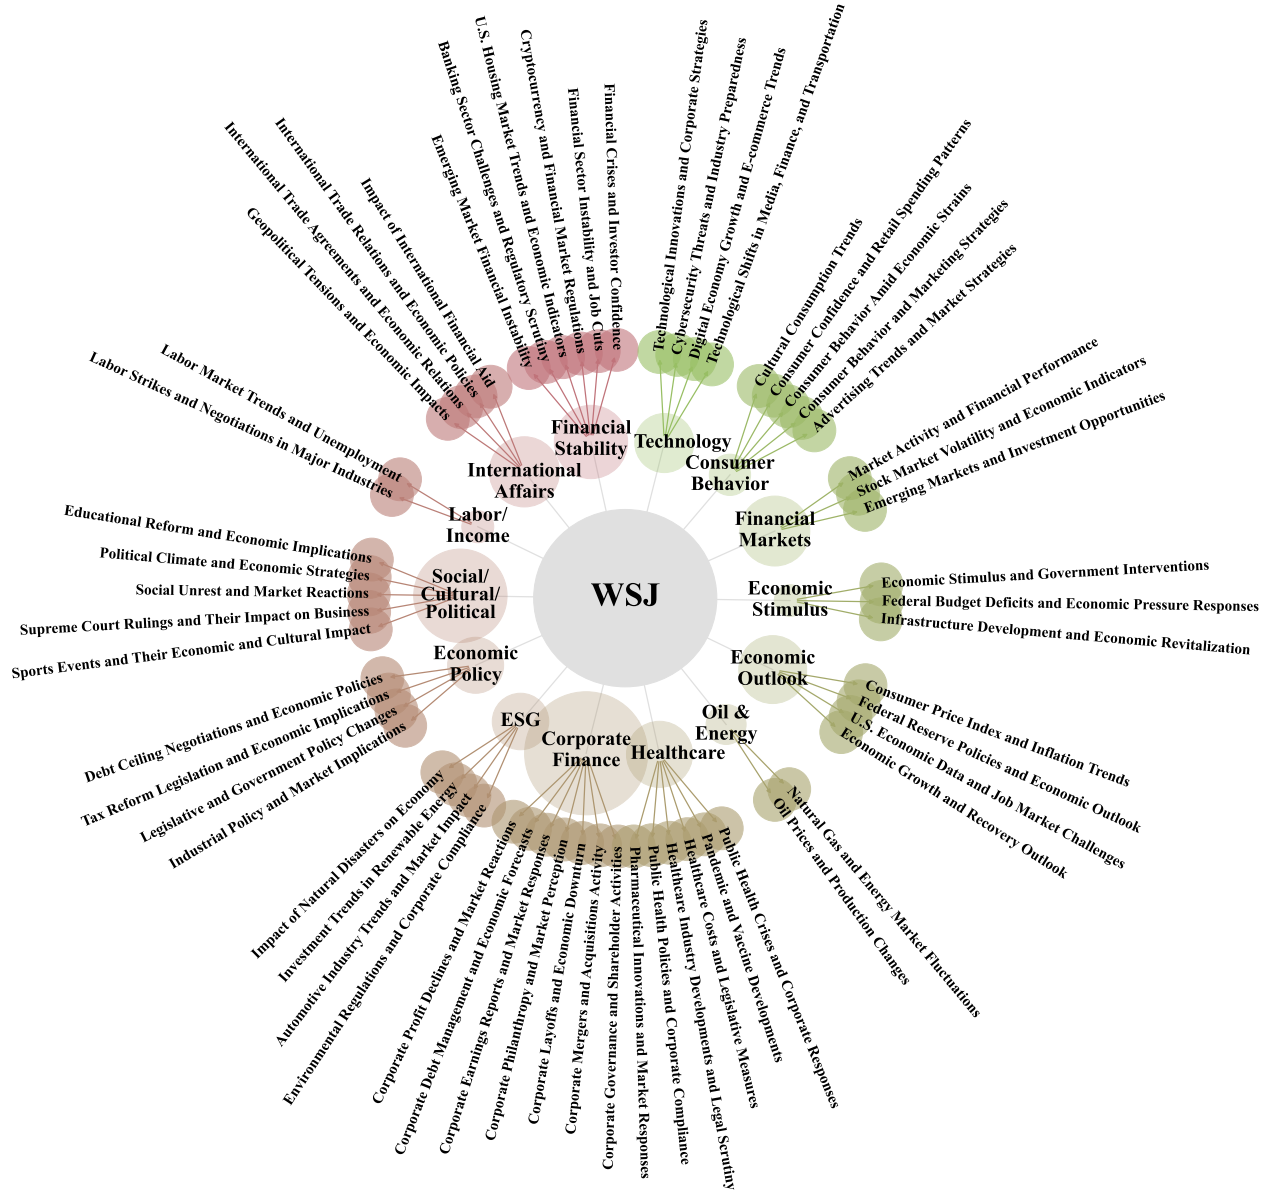 WSJ
Technology
Technological Innovations and Corporate Strategies
Cybersecurity Threats and Industry Preparedness
Digital Economy Growth and E-commerce Trends
Technological Shifts in Media, Finance, and Transportation
Consumer
Behavior
Cultural Consumption Trends
Consumer Confidence and Retail Spending Patterns
Consumer Behavior Amid Economic Strains
Consumer Behavior and Marketing Strategies
Advertising Trends and Market Strategies
Financial
Markets
Market Activity and Financial Performance
Stock Market Volatility and Economic Indicators
Emerging Markets and Investment Opportunities
Economic
Stimulus
Economic Stimulus and Government Interventions
Federal Budget Deficits and Economic Pressure Responses
Infrastructure Development and Economic Revitalization
Economic
Outlook
Consumer Price Index and Inflation Trends
Federal Reserve Policies and Economic Outlook
U.S. Economic Data and Job Market Challenges
Economic Growth and Recovery Outlook
Oil &
Energy
Natural Gas and Energy Market Fluctuations
Oil Prices and Production Changes
Healthcare
Public Health Crises and Corporate Responses
Pandemic and Vaccine Developments
Healthcare Costs and Legislative Measures
Healthcare Industry Developments and Legal Scrutiny
Public Health Policies and Corporate Compliance
Pharmaceutical Innovations and Market Responses
Corporate
Finance
Corporate Governance and Shareholder Activities
Corporate Mergers and Acquisitions Activity
Corporate Layoffs and Economic Downturn
Corporate Philanthropy and Market Perception
Corporate Earnings Reports and Market Responses
Corporate Debt Management and Economic Forecasts
Corporate Profit Declines and Market Reactions
ESG
Environmental Regulations and Corporate Compliance
Automotive Industry Trends and Market Impact
Investment Trends in Renewable Energy
Impact of Natural Disasters on Economy
Economic
Policy
Industrial Policy and Market Implications
Legislative and Government Policy Changes
Tax Reform Legislation and Economic Implications
Debt Ceiling Negotiations and Economic Policies
Social/
Cultural/
Political
Sports Events and Their Economic and Cultural Impact
Supreme Court Rulings and Their Impact on Business
Social Unrest and Market Reactions
Political Climate and Economic Strategies
Educational Reform and Economic Implications
Labor/
Income
Labor Strikes and Negotiations in Major Industries
Labor Market Trends and Unemployment
International
Affairs
Geopolitical Tensions and Economic Impacts
International Trade Agreements and Economic Relations
International Trade Relations and Economic Policies
Impact of International Financial Aid
Financial
Stability
Emerging Market Financial Instability
Banking Sector Challenges and Regulatory Scrutiny
U.S. Housing Market Trends and Economic Indicators
Cryptocurrency and Financial Market Regulations
Financial Sector Instability and Job Cuts
Financial Crises and Investor Confidence